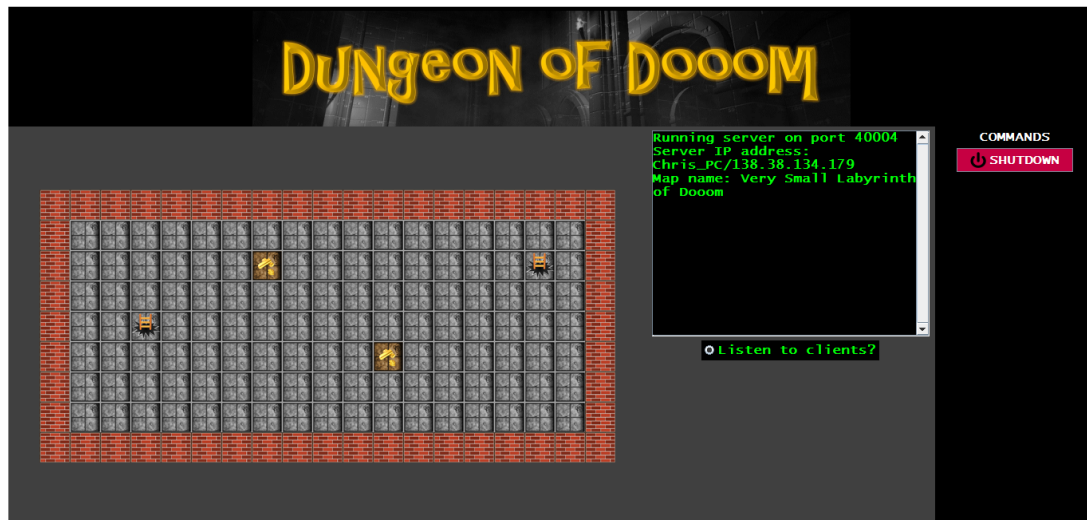 DUNgeON OF DOOOM
Running server on port 40004
Server IP address:
Chris_PC/138.38.134.179
Map name: Very Small Labyrinth
of Dooom
Listen to clients?
COMMANDS
SHUTDOWN